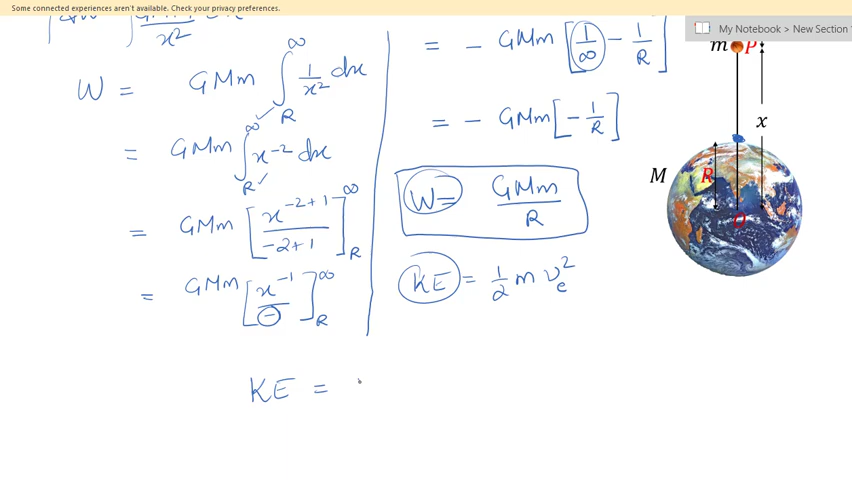 Some connected experiences aren't available. Check your privacy preferences.
My Notebook > New Section
x²
W = GMm ∫_R^∞ 1/x² dx
= GMm ∫_R^∞ x⁻² dx
= GMm [x⁻²⁺¹/-2+1]_R^∞
= GMm [x⁻¹/-]_R^∞
= - GMm [1/∞ - 1/R]
= - GMm [-1/R]
W = GMm/R
KE = 1/2 m v_e²
KE =
m P
x
M R
O